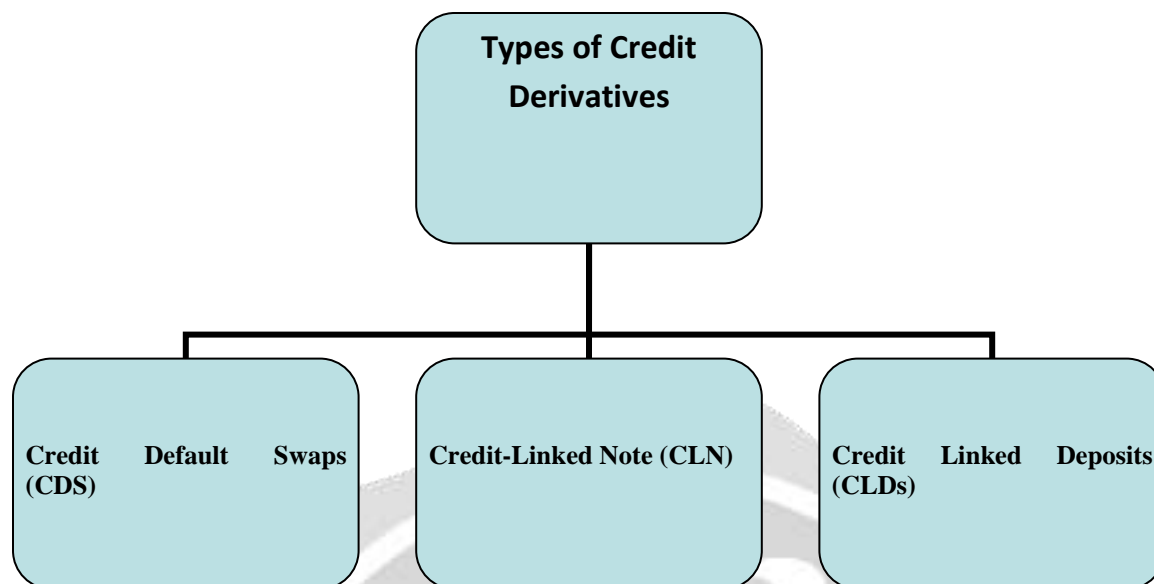 Types of Credit
Derivatives
Credit Default Swaps
(CDS)
Credit-Linked Note (CLN)
Credit Linked Deposits
(CLDs)